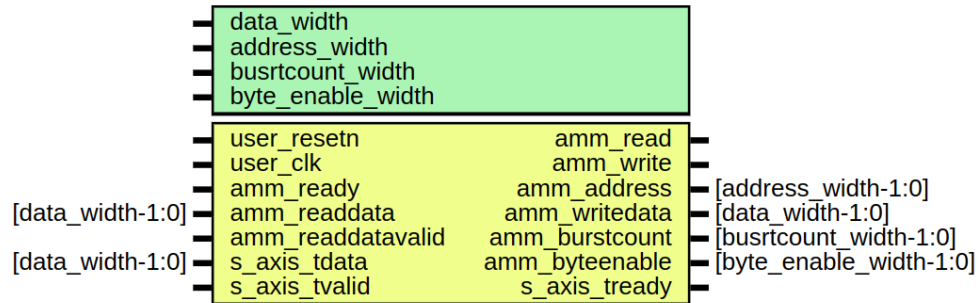 data_width
address_width
busrtcount_width
byte_enable_width
user_resetn amm_read
user_clk amm_write
amm_ready amm_address [address_width-1:0]
[data_width-1:0] amm_readdata amm_writedata [data_width-1:0]
amm_readdatavalid amm_burstcount [busrtcount_width-1:0]
[data_width-1:0] s_axis_tdata amm_byteenable [byte_enable_width-1:0]
s_axis_tvalid s_axis_tready